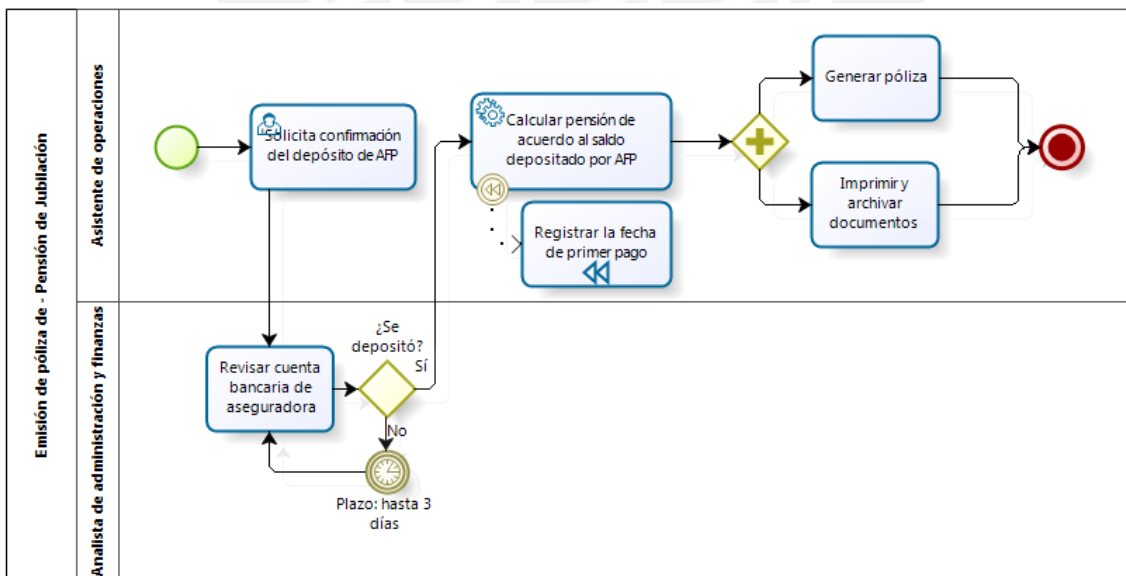 Emisión de póliza de - Pensión de Jubilación
Asistente de operaciones
Solicita confirmación
del depósito de AFP
Calcular pensión de
acuerdo al saldo
depositado por AFP
Registrar la fecha
de primer pago
Generar póliza
Imprimir y
archivar
documentos
Analista de administración y finanzas
Revisar cuenta
bancaria de
aseguradora
¿Se
depositó?
Sí
No
Plazo: hasta 3
días